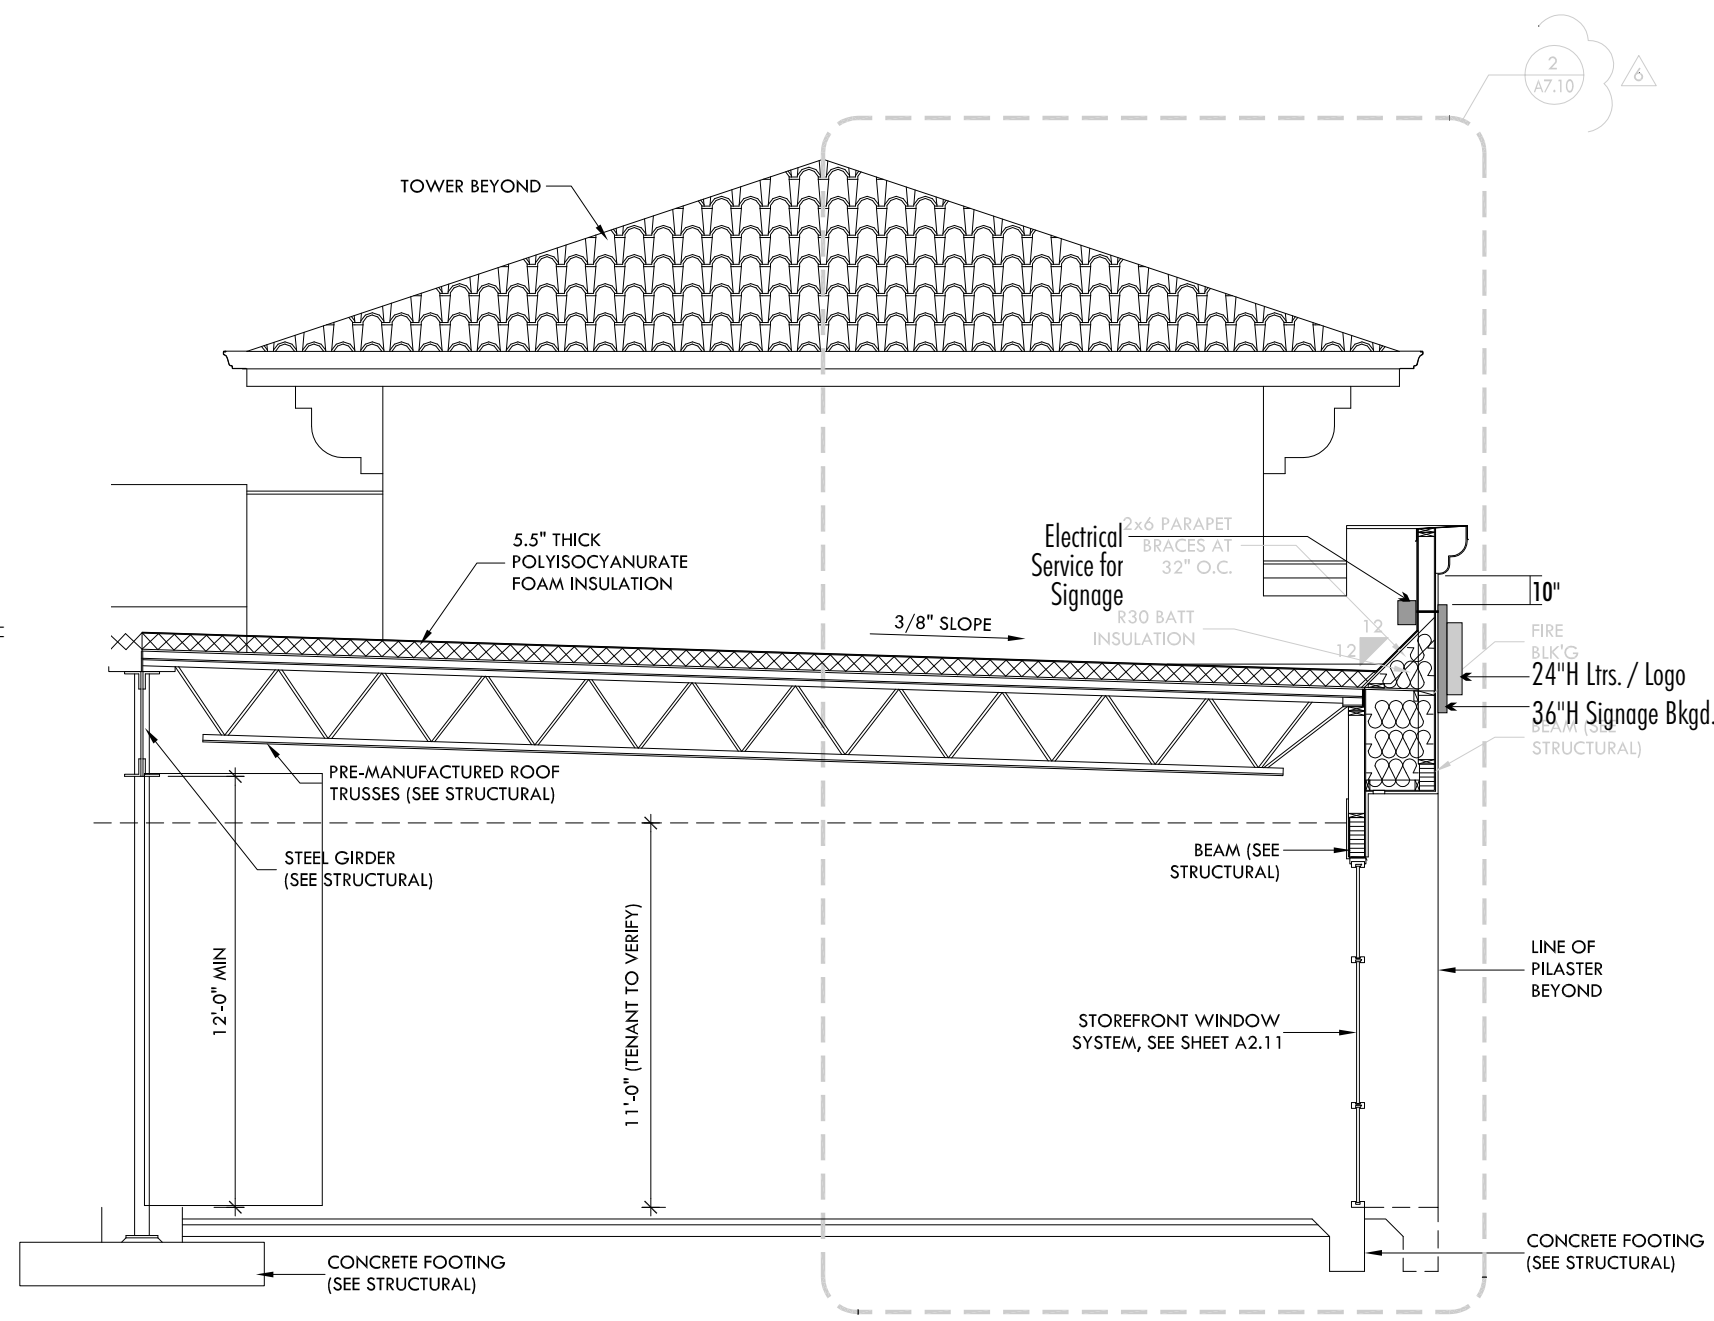 2
A7.10
6
TOWER BEYOND
5.5" THICK
POLYISOCYANURATE
FOAM INSULATION
3/8" SLOPE
Electrical
Service for
Signage
2x6 PARAPET
BRACES AT
32" O.C.
R30 BATT
INSULATION
12
12
10"
FIRE
BLK'G
24"H Ltrs. / Logo
36"H Signage Bkgd.
BEAM (SEE
STRUCTURAL)
PRE-MANUFACTURED ROOF
TRUSSES (SEE STRUCTURAL)
STEEL GIRDER
(SEE STRUCTURAL)
BEAM (SEE
STRUCTURAL)
12'-0" MIN
11'-0" (TENANT TO VERIFY)
LINE OF
PILASTER
BEYOND
STOREFRONT WINDOW
SYSTEM, SEE SHEET A2.11
CONCRETE FOOTING
(SEE STRUCTURAL)
CONCRETE FOOTING
(SEE STRUCTURAL)